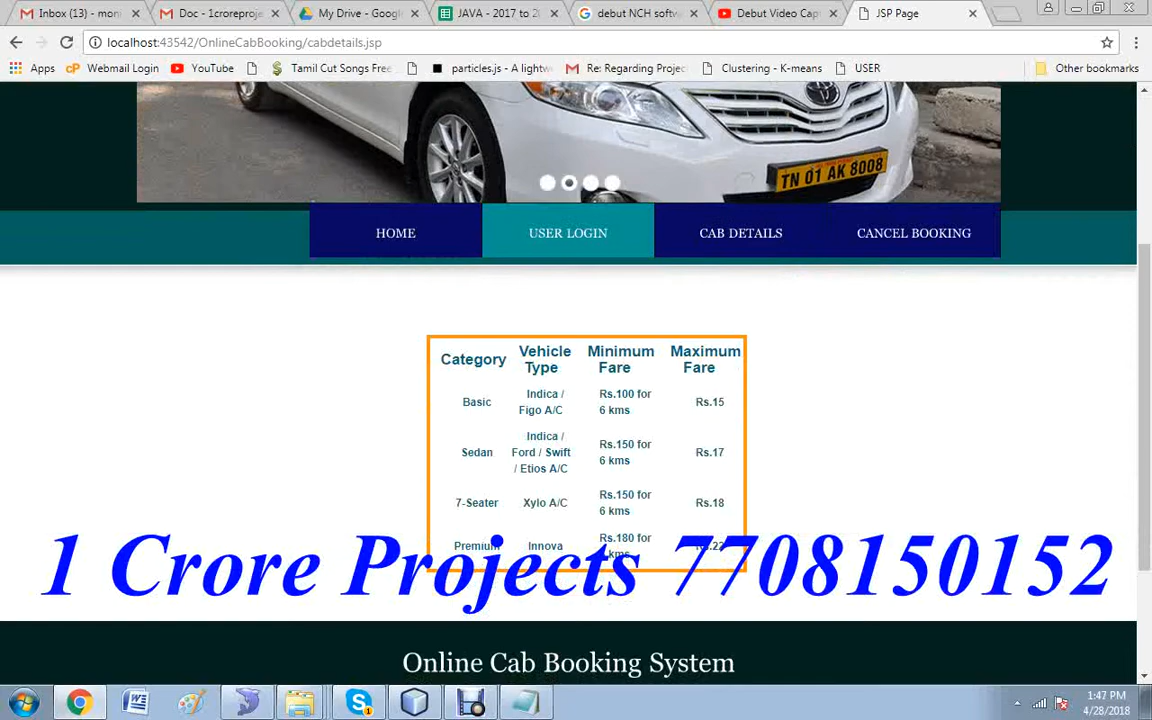 Inbox (13) - mon
Doc - 1croreproje
My Drive - Google
JAVA - 2017 to 20
debut NCH softw
Debut Video Cap
JSP Page
localhost:43542/OnlineCabBooking/cabdetails.jsp
Apps
Webmail Login
YouTube
Tamil Cut Songs Free
particles.js - A lightw
Re: Regarding Projec
Clustering - K-means
USER
Other bookmarks
TN 01 AK 8008
HOME
USER LOGIN
CAB DETAILS
CANCEL BOOKING
Category Vehicle Type Minimum Fare Maximum Fare
Basic Indica / Figo A/C Rs.100 for 6 kms Rs.15
Sedan Indica / Ford / Swift / Etios A/C Rs.150 for 6 kms Rs.17
7-Seater Xylo A/C Rs.150 for 6 kms Rs.18
Premium Innova Rs.180 for kms
1 Crore Projects 7708150152
Online Cab Booking System
1:47 PM
4/28/2018